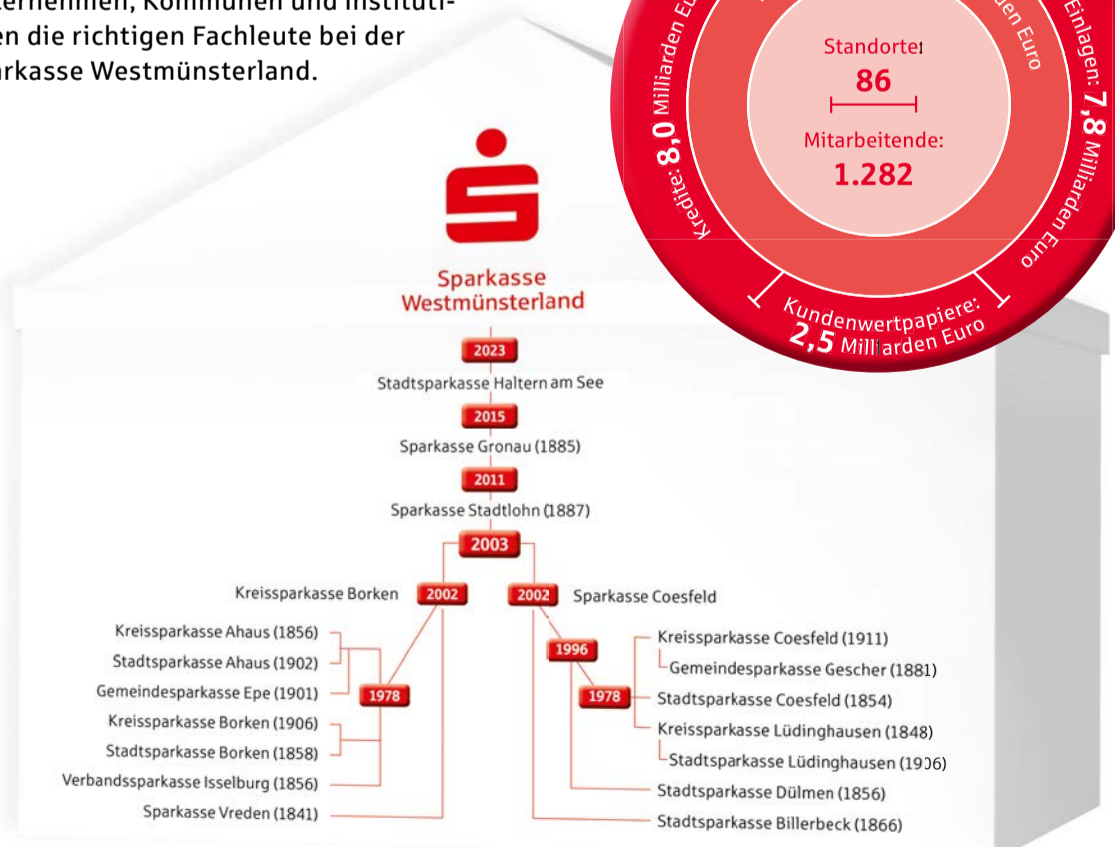 Kommunen und
en die richtigen Fachleute bei der
Westmünsterland.
Standorte:
86
Mitarbeitende:
1.282
Kredite: 8,0 Milliarden
Einlagen: 7,8 Milliarden Euro
Euro
Kundenwertpapiere:
2,5 Milliarden Euro
Sparkasse
Westmünsterland
2023
Stadtsparkasse Haltern am See
2015
Sparkasse Gronau (1885)
2011
Sparkasse Stadtlohn (1887)
2003
Kreissparkasse Borken
2002
2002
Sparkasse Coesfeld
Kreissparkasse Ahaus (1856)
Stadtsparkasse Ahaus (1902)
Gemeindesparkasse Epe (1901)
1978
Kreissparkasse Borken (1906)
Stadtsparkasse Borken (1858)
Verbandssparkasse Isselburg (1856)
Sparkasse Vreden (1841)
1996
1978
Kreissparkasse Coesfeld (1911)
Gemeindesparkasse Gescher (1881)
Stadtsparkasse Coesfeld (1854)
Kreissparkasse Lüdinghausen (1848)
Stadtsparkasse Lüdinghausen (1906)
Stadtsparkasse Dülmen (1856)
Stadtsparkasse Billerbeck (1866)